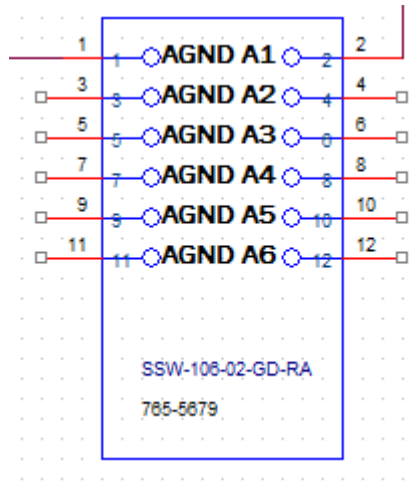 1 1 AGND A1 2 2
3 3 AGND A2 4 4
5 5 AGND A3 6 6
7 7 AGND A4 8 8
9 9 AGND A5 10 10
11 11 AGND A6 12 12
SSW-106-02-GD-RA
765-5679